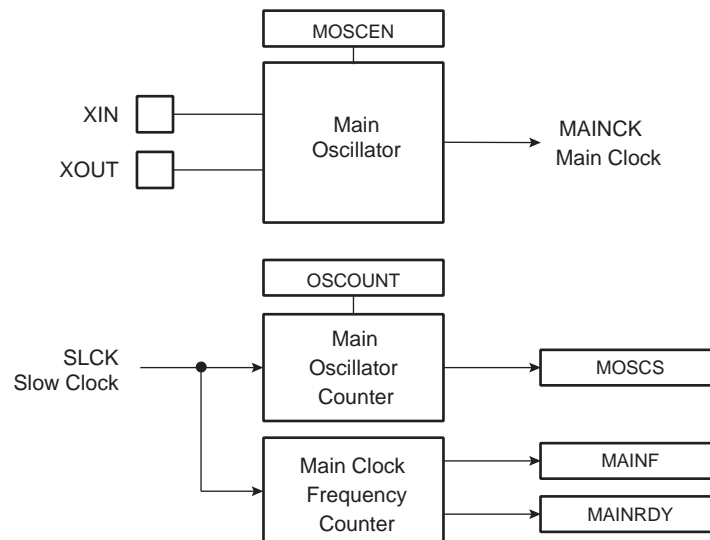 MOSCEN
XIN
XOUT
Main
Oscillator
MAINCK
Main Clock
OSCOUNT
SLCK
Slow Clock
Main
Oscillator
Counter
MOSCS
Main Clock
Frequency
Counter
MAINF
MAINRDY